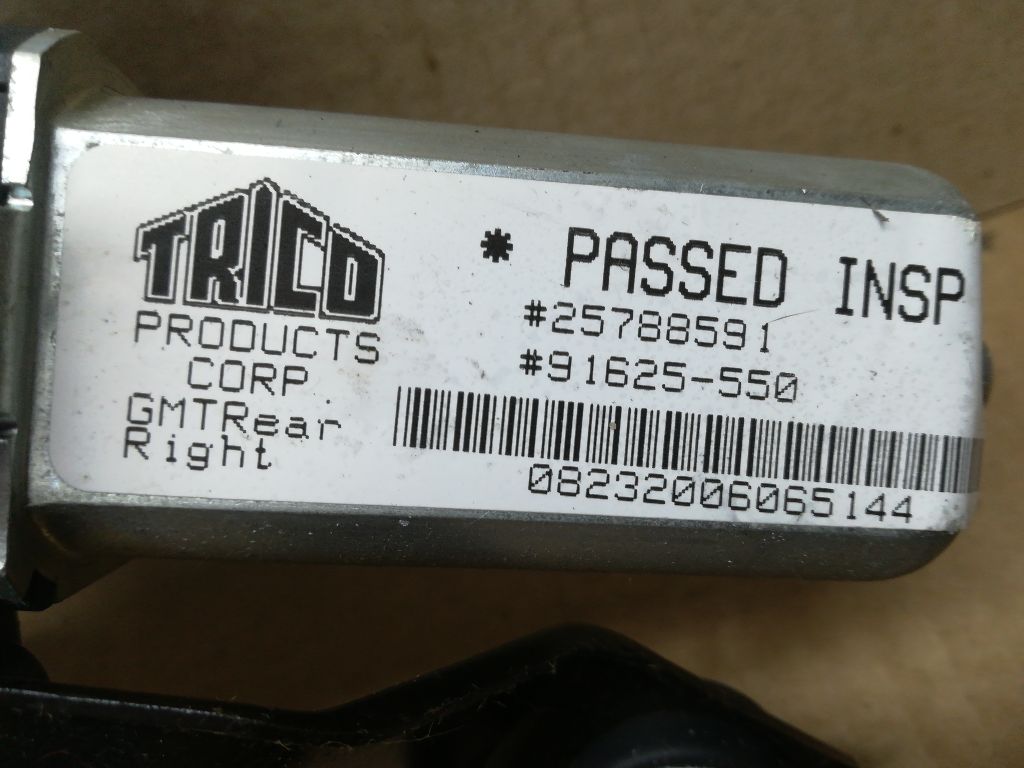 TRICO
PRODUCTS
CORP.
GMTRear
Right
* PASSED INSP
#25788591
#91625-550
08232006065144